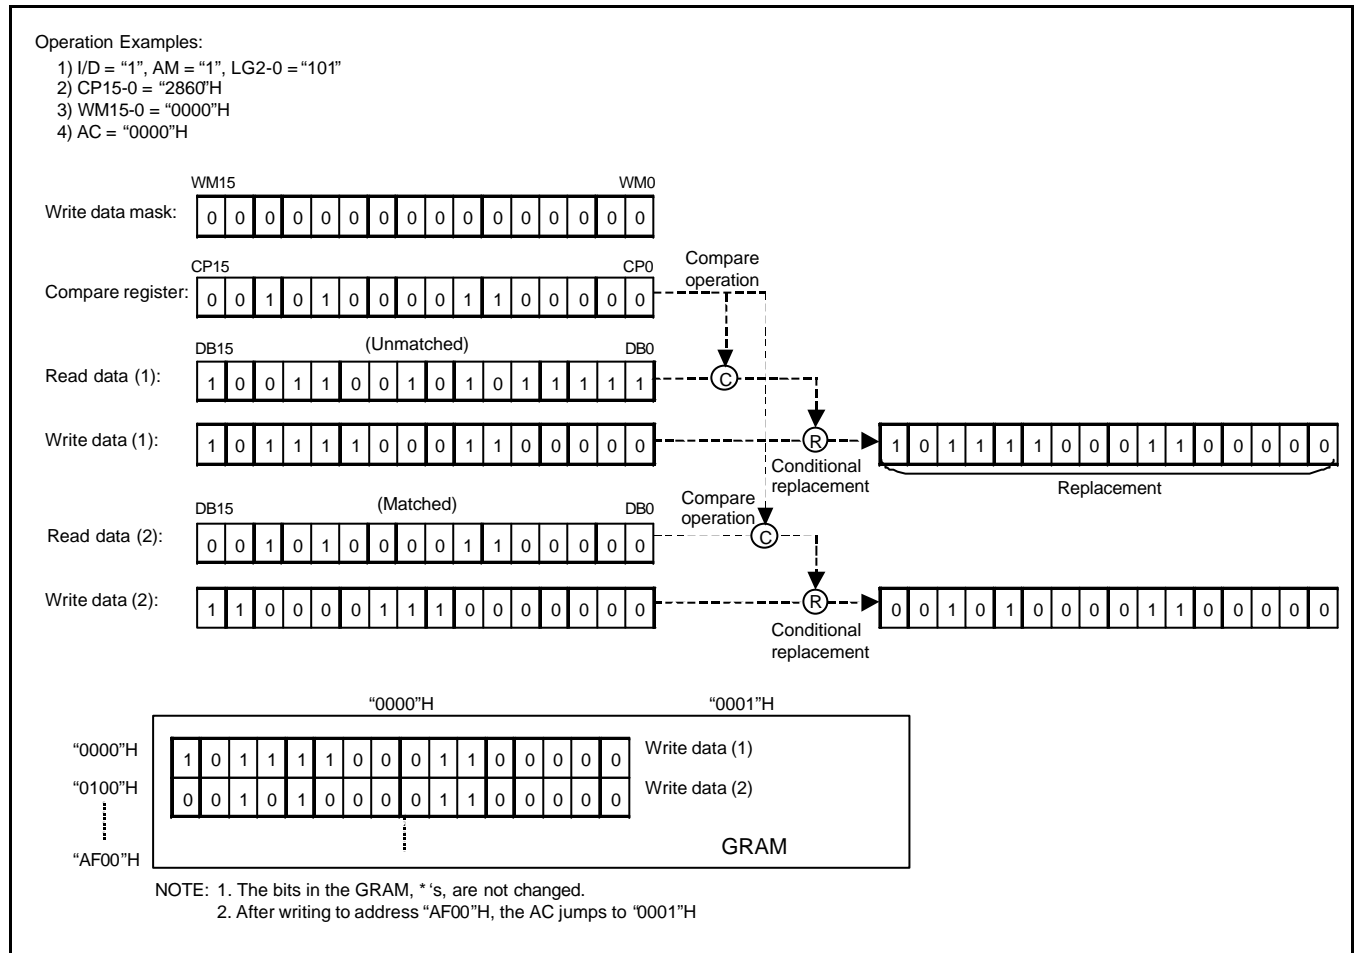 Operation Examples:
1) I/D = “1”, AM = “1”, LG2-0 = “101”
2) CP15-0 = “2860”H
3) WM15-0 = “0000”H
4) AC = “0000”H
WM15 WM0
Write data mask: 0 0 0 0 0 0 0 0 0 0 0 0 0 0 0 0
CP15 CP0 Compare
operation
Compare register: 0 0 1 0 1 0 0 0 0 1 1 0 0 0 0 0
DB15 (Unmatched) DB0
Read data (1): 1 0 0 1 1 0 0 1 0 1 0 1 1 1 1 1 C
Write data (1): 1 0 1 1 1 1 0 0 0 1 1 0 0 0 0 0 R 1 0 1 1 1 1 0 0 0 1 1 0 0 0 0 0
Conditional
replacement
Replacement
DB15 (Matched) DB0 Compare
operation
Read data (2): 0 0 1 0 1 0 0 0 0 1 1 0 0 0 0 0 C
Write data (2): 1 1 0 0 0 0 1 1 1 0 0 0 0 0 0 0 R 0 0 1 0 1 0 0 0 0 1 1 0 0 0 0 0
Conditional
replacement
“0000”H “0001”H
“0000”H 1 0 1 1 1 1 0 0 0 1 1 0 0 0 0 0 Write data (1)
“0100”H 0 0 1 0 1 0 0 0 0 1 1 0 0 0 0 0 Write data (2)
“AF00”H GRAM
NOTE: 1. The bits in the GRAM, * ‘s, are not changed.
2. After writing to address “AF00”H, the AC jumps to “0001”H